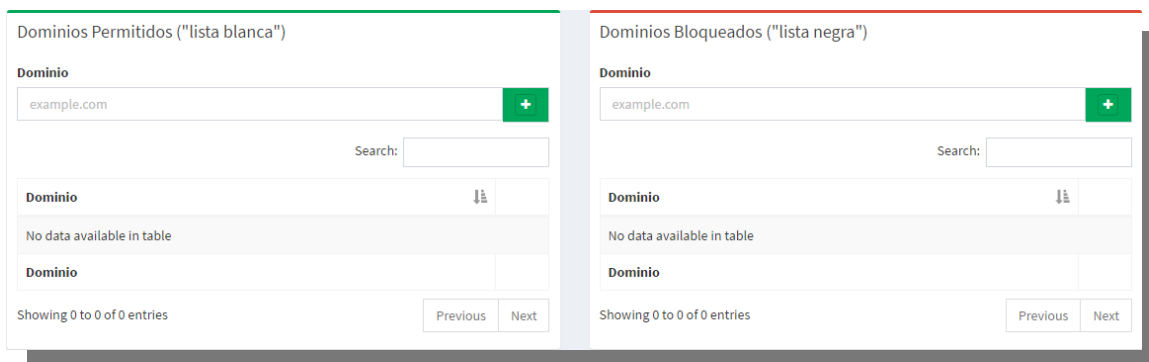 Dominios Permitidos ("lista blanca")
Dominio
example.com
Search:
Dominio
No data available in table
Dominio
Showing 0 to 0 of 0 entries
Previous Next
Dominios Bloqueados ("lista negra")
Dominio
example.com
Search:
Dominio
No data available in table
Dominio
Showing 0 to 0 of 0 entries
Previous Next